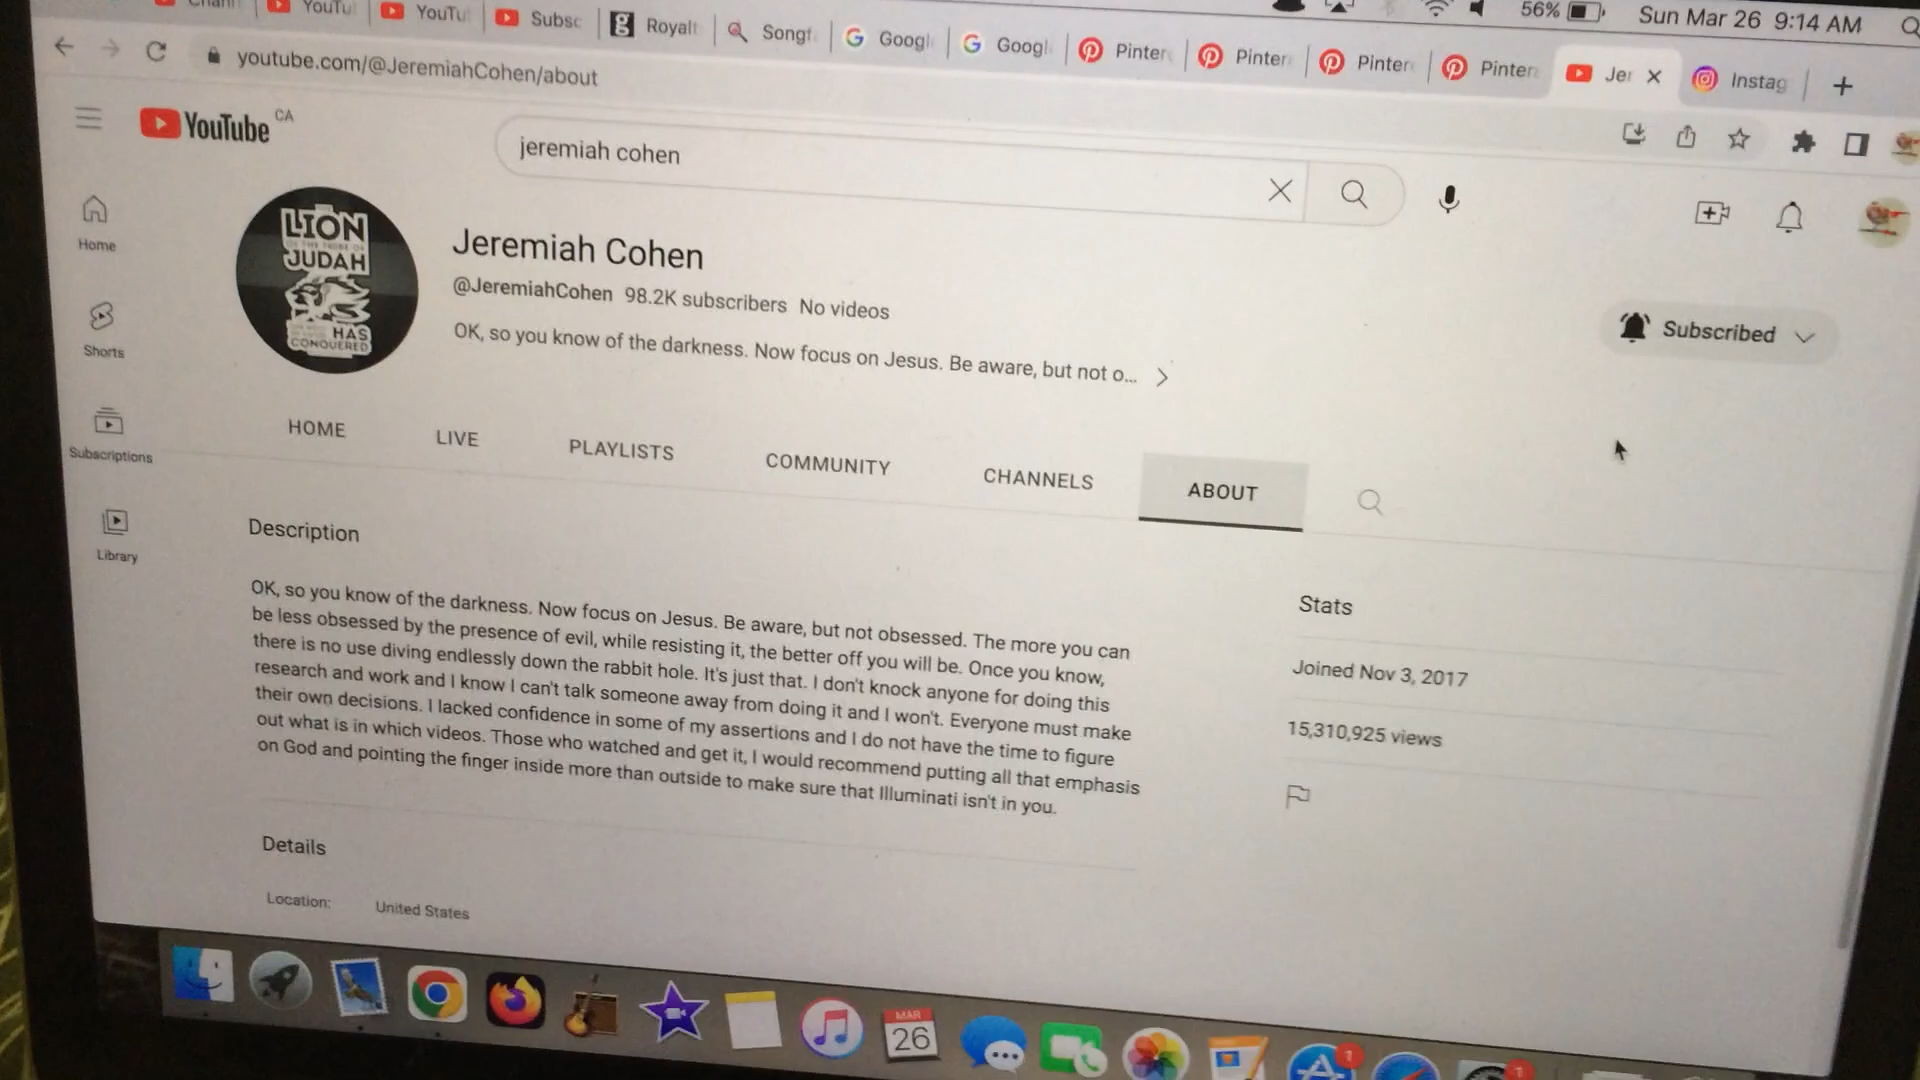 YouTu
YouTu
Subsc
Royalt
Songf
Googl
Googl
Pinter
Pinter
Pinter
Pinter
Jer
Instag
56%
Sun Mar 26 9:14 AM
youtube.com/@JeremiahCohen/about
YouTube CA
jeremiah cohen
LION
OF THE TRIBE OF
JUDAH
HAS
CONQUERED
Jeremiah Cohen
@JeremiahCohen 98.2K subscribers No videos
OK, so you know of the darkness. Now focus on Jesus. Be aware, but not o...
Subscribed
Home
Shorts
Subscriptions
Library
HOME
LIVE
PLAYLISTS
COMMUNITY
CHANNELS
ABOUT
Description
OK, so you know of the darkness. Now focus on Jesus. Be aware, but not obsessed. The more you can
be less obsessed by the presence of evil, while resisting it, the better off you will be. Once you know,
there is no use diving endlessly down the rabbit hole. It's just that. I don't knock anyone for doing this
research and work and I know I can't talk someone away from doing it and I won't. Everyone must make
their own decisions. I lacked confidence in some of my assertions and I do not have the time to figure
out what is in which videos. Those who watched and get it, I would recommend putting all that emphasis
on God and pointing the finger inside more than outside to make sure that Illuminati isn't in you.
Stats
Joined Nov 3, 2017
15,310,925 views
Details
Location: United States
MAR
26
1
1